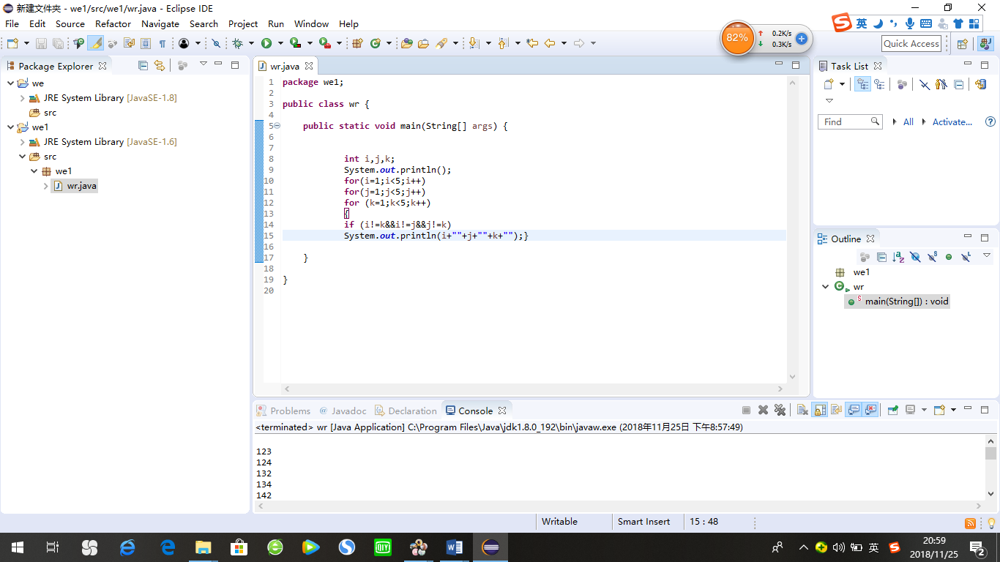 新建文件夹 - we1/src/we1/wr.java - Eclipse IDE
File Edit Source Refactor Navigate Search Project Run Window Help
英
82% 0.2K/s
0.3K/s
Quick Access
Package Explorer
we
JRE System Library [JavaSE-1.8]
src
we1
JRE System Library [JavaSE-1.6]
src
we1
wr.java
wr.java
1 package we1;
2
3 public class wr {
4
5 public static void main(String[] args) {
6
7
8 int i,j,k;
9 System.out.println();
10 for(i=1;i<5;i++)
11 for(j=1;j<5;j++)
12 for (k=1;k<5;k++)
13 {
14 if (i!=k&&i!=j&&j!=k)
15 System.out.println(i+""+j+""+k+"");}
16
17 }
18
19 }
20
Task List
Find All Activate...
Outline
we1
wr
main(String[]) : void
Problems @ Javadoc Declaration Console
<terminated> wr [Java Application] C:\Program Files\Java\jdk1.8.0_192\bin\javaw.exe (2018年11月25日 下午8:57:49)
123
124
132
134
142
Writable Smart Insert 15 : 48
QIY
英
20:59
2018/11/25
2